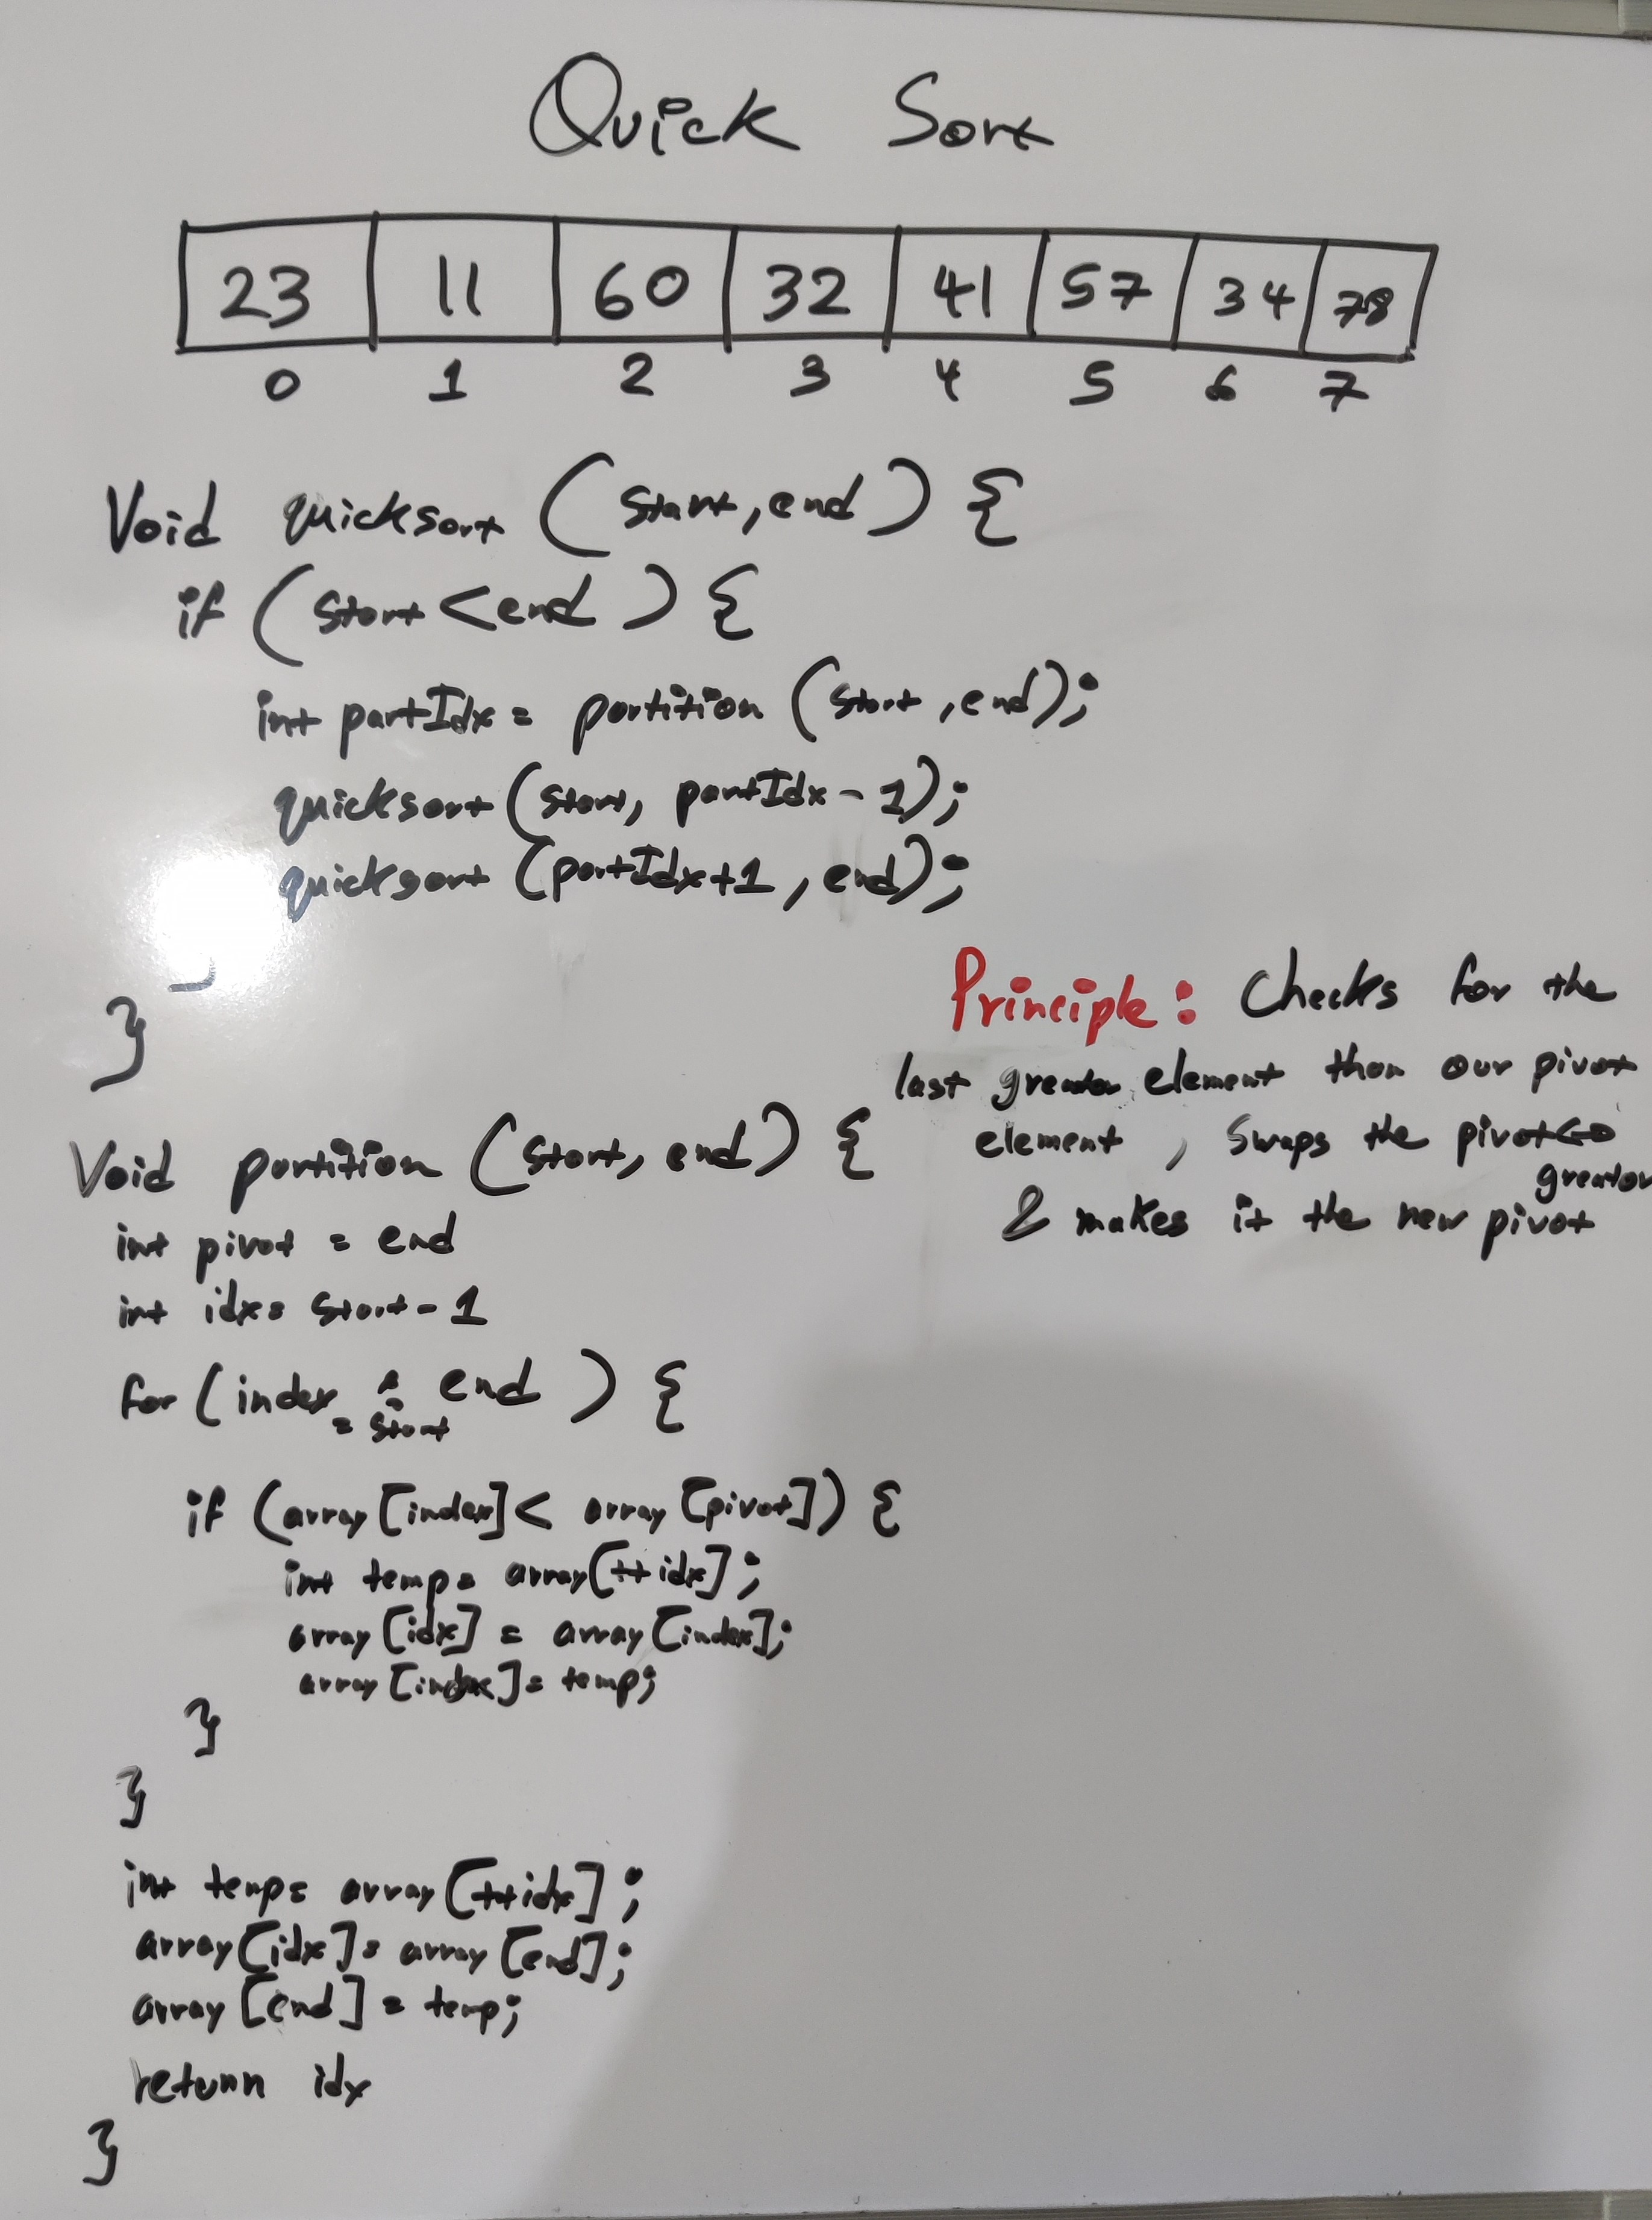 Quick Sort
23 11 60 32 41 57 34 78
0 1 2 3 4 5 6 7
Void quicksort (start, end) {
if (start < end) {
int partIdx = partition (start, end);
quicksort (start, partIdx - 1);
quicksort (partIdx + 1, end);
}
}
Principle: Checks for the
last greater element than our pivot
element, swaps the pivot ↔
greater
& makes it the new pivot
Void partition (start, end) {
int pivot = end
int idx = start - 1
for (index = start : end) {
if (array [index] < array [pivot]) {
int temp = array [++idx];
array [idx] = array [index];
array [index] = temp;
}
}
int temp = array [++idx];
array [idx] = array [end];
array [end] = temp;
return idx
}